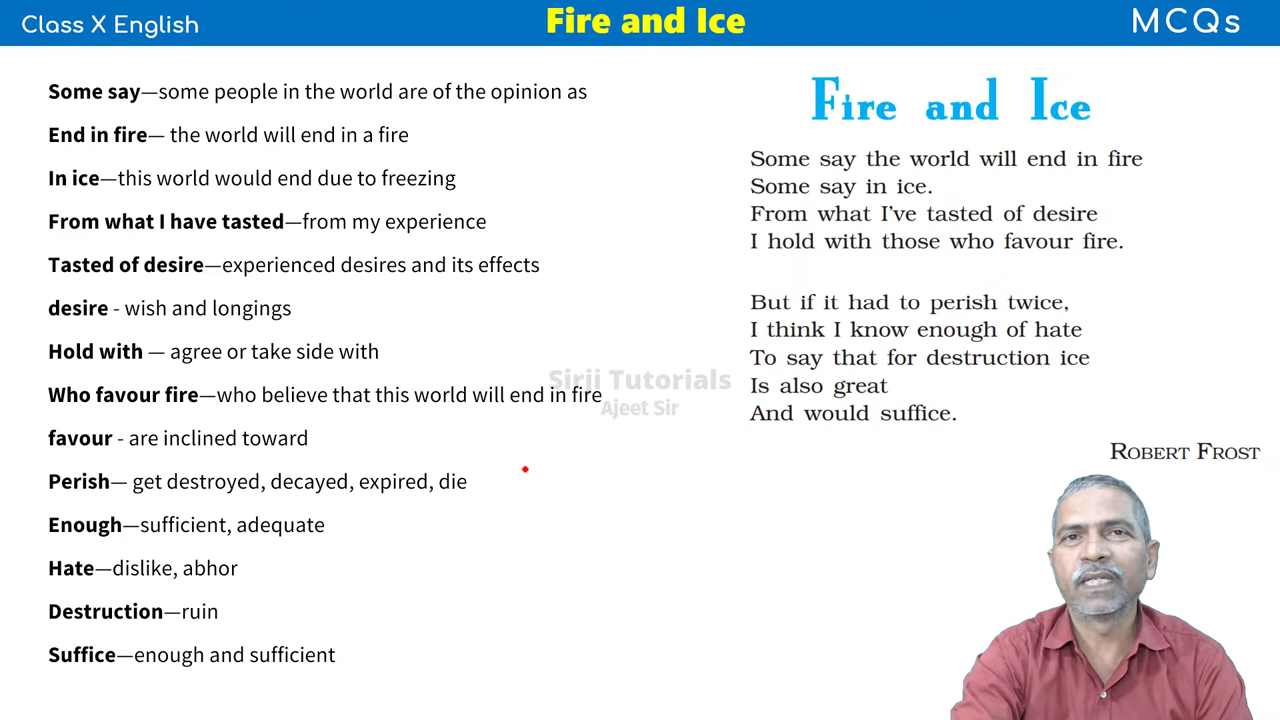 Class X English
Fire and Ice
MCQs
Some say—some people in the world are of the opinion as
End in fire— the world will end in a fire
In ice—this world would end due to freezing
From what I have tasted—from my experience
Tasted of desire—experienced desires and its effects
desire - wish and longings
Hold with — agree or take side with
Who favour fire—who believe that this world will end in fire
favour - are inclined toward
Perish— get destroyed, decayed, expired, die
Enough—sufficient, adequate
Hate—dislike, abhor
Destruction—ruin
Suffice—enough and sufficient
Sirji Tutorials
Ajeet Sir
Fire and Ice
Some say the world will end in fire
Some say in ice.
From what I've tasted of desire
I hold with those who favour fire.
But if it had to perish twice,
I think I know enough of hate
To say that for destruction ice
Is also great
And would suffice.
ROBERT FROST